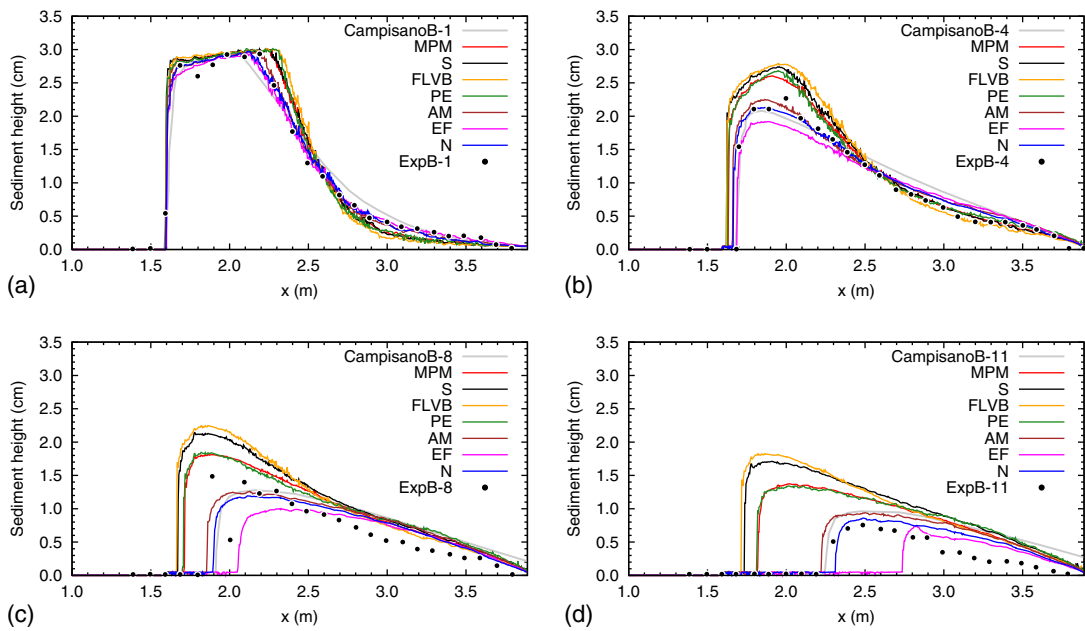 Sediment height (cm)
3.5
3.0
2.5
2.0
1.5
1.0
0.5
0.0
CampisanoB-1
MPM
S
FLVB
PE
AM
EF
N
ExpB-1
1.0 1.5 2.0 2.5 3.0 3.5
x (m)
(a)
Sediment height (cm)
3.5
3.0
2.5
2.0
1.5
1.0
0.5
0.0
CampisanoB-4
MPM
S
FLVB
PE
AM
EF
N
ExpB-4
1.0 1.5 2.0 2.5 3.0 3.5
x (m)
(b)
Sediment height (cm)
3.5
3.0
2.5
2.0
1.5
1.0
0.5
0.0
CampisanoB-8
MPM
S
FLVB
PE
AM
EF
N
ExpB-8
1.0 1.5 2.0 2.5 3.0 3.5
x (m)
(c)
Sediment height (cm)
3.5
3.0
2.5
2.0
1.5
1.0
0.5
0.0
CampisanoB-11
MPM
S
FLVB
PE
AM
EF
N
ExpB-11
1.0 1.5 2.0 2.5 3.0 3.5
x (m)
(d)